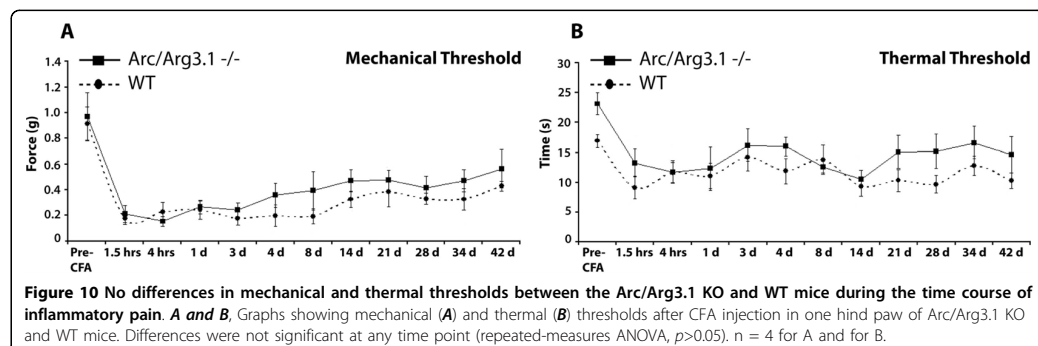 A
Arc/Arg3.1 -/-
WT
Mechanical Threshold
1.4
1.2
1.0
0.8
0.6
0.4
0.2
0
Force (g)
Pre-CFA
1.5 hrs 4 hrs 1 d 3 d 4 d 8 d 14 d 21 d 28 d 34 d 42 d
B
Arc/Arg3.1 -/-
WT
Thermal Threshold
30
25
20
15
10
5
0
Time (s)
Pre-CFA
1.5 hrs 4 hrs 1 d 3 d 4 d 8 d 14 d 21 d 28 d 34 d 42 d
Figure 10 No differences in mechanical and thermal thresholds between the Arc/Arg3.1 KO and WT mice during the time course of
inflammatory pain. A and B, Graphs showing mechanical (A) and thermal (B) thresholds after CFA injection in one hind paw of Arc/Arg3.1 KO
and WT mice. Differences were not significant at any time point (repeated-measures ANOVA, p>0.05). n = 4 for A and for B.